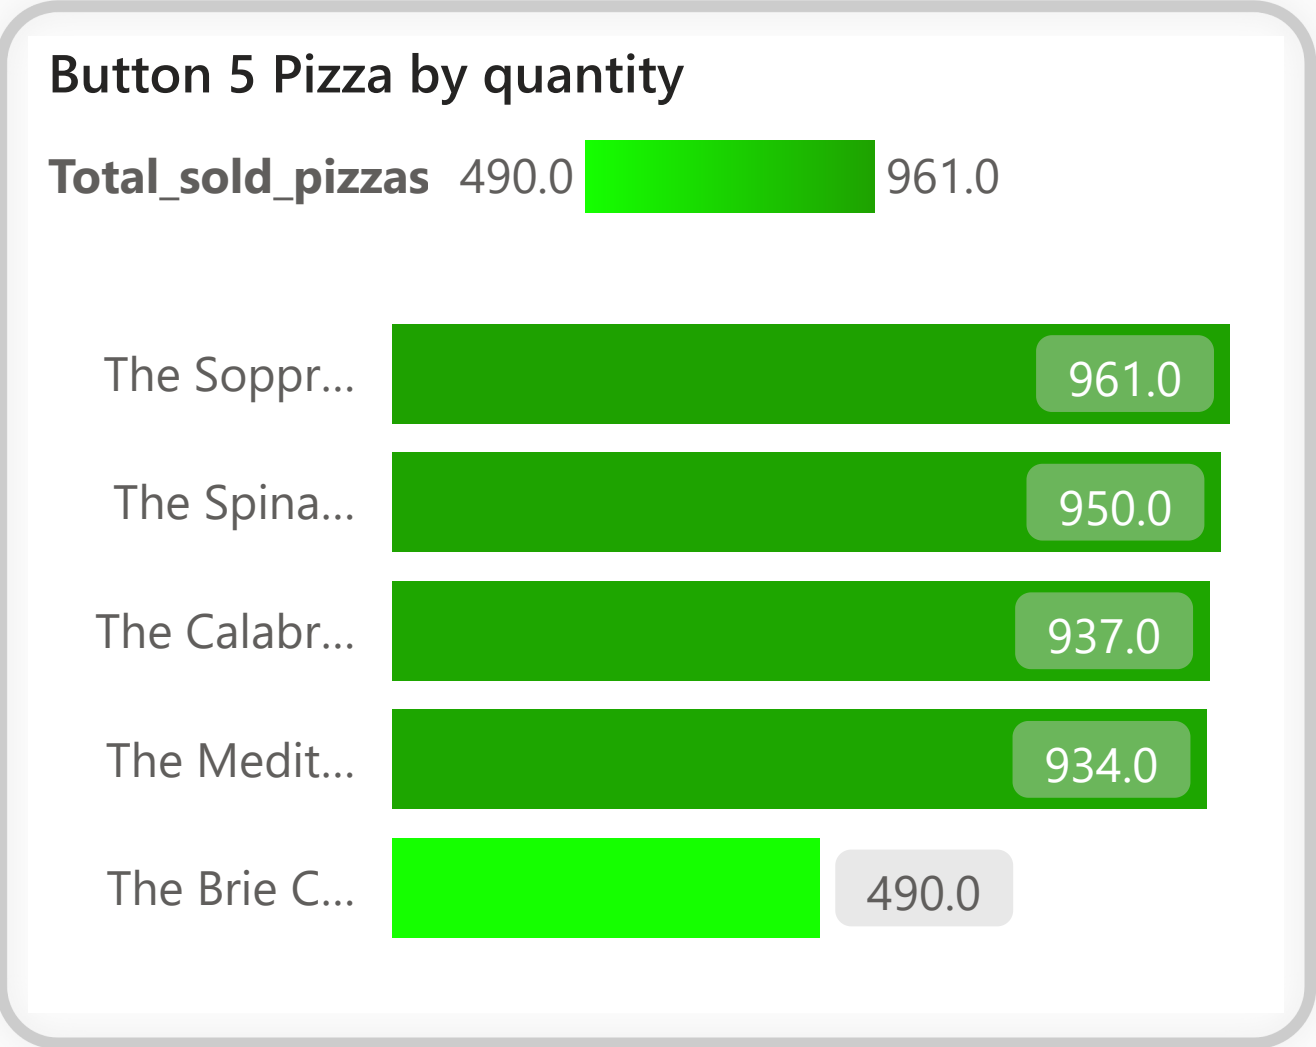 Button 5 Pizza by quantity
Total_sold_pizzas 490.0 961.0
The Soppr... 961.0
The Spina... 950.0
The Calabr... 937.0
The Medit... 934.0
The Brie C... 490.0